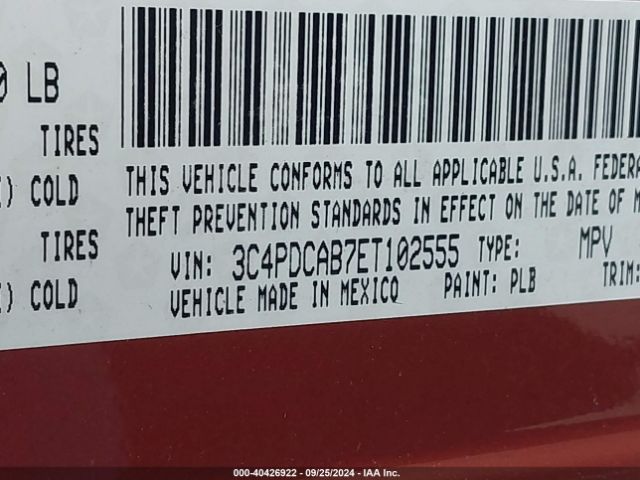 0 LB
TIRES
THIS VEHICLE CONFORMS TO ALL APPLICABLE U.S.A. FEDERA
) COLD
THEFT PREVENTION STANDARDS IN EFFECT ON THE DATE OF M
TIRES
VIN: 3C4PDCAB7ET102555 TYPE: MPV
) COLD
VEHICLE MADE IN MEXICO PAINT: PLB TRIM:
000-40426922 - 09/25/2024 - IAA Inc.